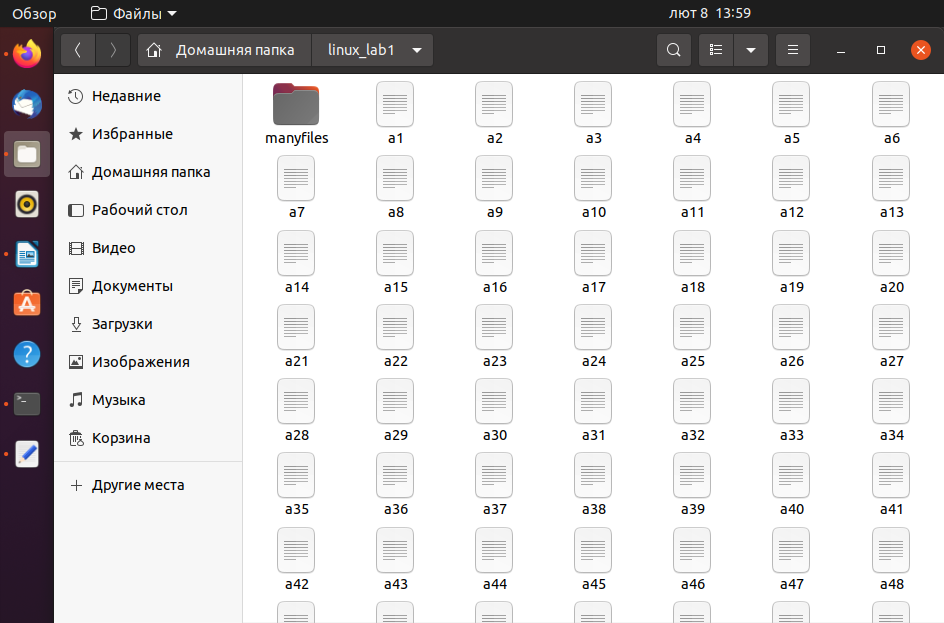 Обзор Файлы лют 8 13:59
Домашняя папка linux_lab1
Недавние
Избранные
Домашняя папка
Рабочий стол
Видео
Документы
Загрузки
Изображения
Музыка
Корзина
Другие места
manyfiles a1 a2 a3 a4 a5 a6
a7 a8 a9 a10 a11 a12 a13
a14 a15 a16 a17 a18 a19 a20
a21 a22 a23 a24 a25 a26 a27
a28 a29 a30 a31 a32 a33 a34
a35 a36 a37 a38 a39 a40 a41
a42 a43 a44 a45 a46 a47 a48